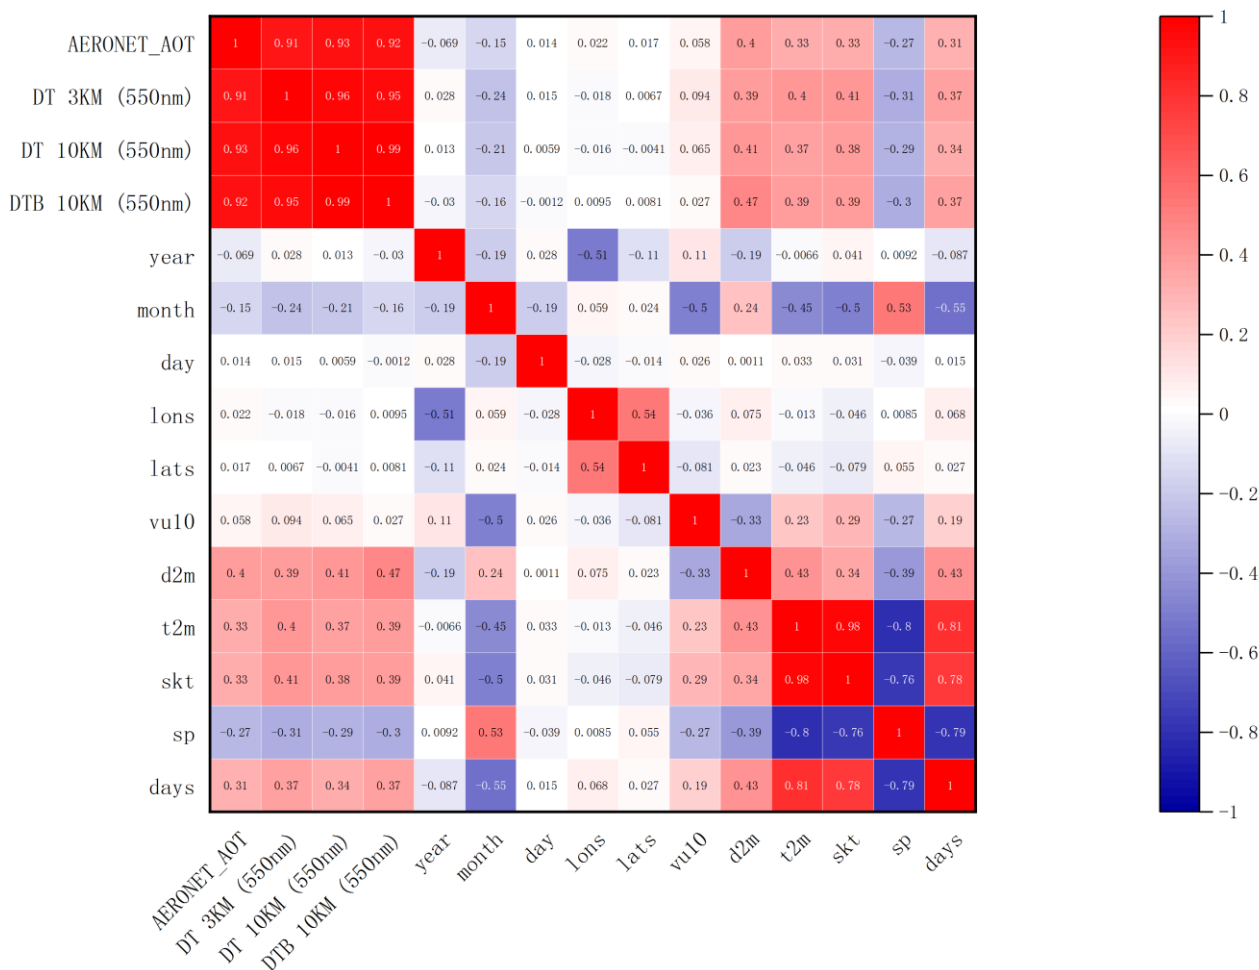 AERONET_AOT 1 0.91 0.93 0.92 -0.069 -0.15 0.014 0.022 0.017 0.058 0.4 0.33 0.33 -0.27 0.31
DT 3KM (550nm) 0.91 1 0.96 0.95 0.028 -0.24 0.015 -0.018 0.0067 0.094 0.39 0.4 0.41 -0.31 0.37
DT 10KM (550nm) 0.93 0.96 1 0.99 0.013 -0.21 0.0059 -0.016 -0.0041 0.065 0.41 0.37 0.38 -0.29 0.34
DTB 10KM (550nm) 0.92 0.95 0.99 1 -0.03 -0.16 -0.0012 0.0095 0.0081 0.027 0.47 0.39 0.39 -0.3 0.37
year -0.069 0.028 0.013 -0.03 1 -0.19 0.028 -0.51 -0.11 0.11 -0.19 -0.0066 0.041 0.0092 -0.087
month -0.15 -0.24 -0.21 -0.16 -0.19 1 -0.19 0.059 0.024 -0.5 0.24 -0.45 -0.5 0.53 -0.55
day 0.014 0.015 0.0059 -0.0012 0.028 -0.19 1 -0.028 -0.014 0.026 0.0011 0.033 0.031 -0.039 0.015
lons 0.022 -0.018 -0.016 0.0095 -0.51 0.059 -0.028 1 0.54 -0.036 0.075 -0.013 -0.046 0.0085 0.068
lats 0.017 0.0067 -0.0041 0.0081 -0.11 0.024 -0.014 0.54 1 -0.081 0.023 -0.046 -0.079 0.055 0.027
vu10 0.058 0.094 0.065 0.027 0.11 -0.5 0.026 -0.036 -0.081 1 -0.33 0.23 0.29 -0.27 0.19
d2m 0.4 0.39 0.41 0.47 -0.19 0.24 0.0011 0.075 0.023 -0.33 1 0.43 0.34 -0.39 0.43
t2m 0.33 0.4 0.37 0.39 -0.0066 -0.45 0.033 -0.013 -0.046 0.23 0.43 1 0.98 -0.8 0.81
skt 0.33 0.41 0.38 0.39 0.041 -0.5 0.031 -0.046 -0.079 0.29 0.34 0.98 1 -0.76 0.78
sp -0.27 -0.31 -0.29 -0.3 0.0092 0.53 -0.039 0.0085 0.055 -0.27 -0.39 -0.8 -0.76 1 -0.79
days 0.31 0.37 0.34 0.37 -0.087 -0.55 0.015 0.068 0.027 0.19 0.43 0.81 0.78 -0.79 1
AERONET_AOT
DT 3KM (550nm)
DT 10KM (550nm)
DTB 10KM (550nm)
year
month
day
lons
lats
vu10
d2m
t2m
skt
sp
days
1
0.8
0.6
0.4
0.2
0
-0.2
-0.4
-0.6
-0.8
-1